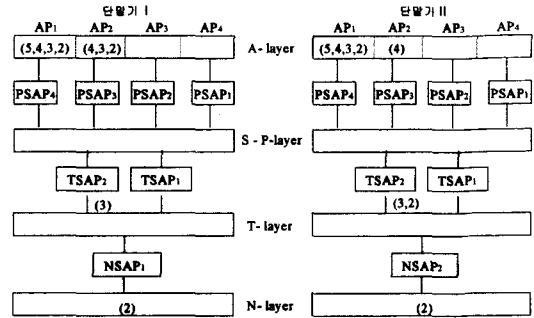 단말기 I 단말기 II
AP1 AP2 AP3 AP4 AP1 AP2 AP3 AP4
(5,4,3,2) (4,3,2) A- layer (5,4,3,2) (4)
PSAP4 PSAP3 PSAP2 PSAP1 PSAP4 PSAP3 PSAP2 PSAP1
S - P-layer
TSAP2 TSAP1 TSAP2 TSAP1
(3) T- layer (3,2)
NSAP1 NSAP2
(2) N- layer (2)